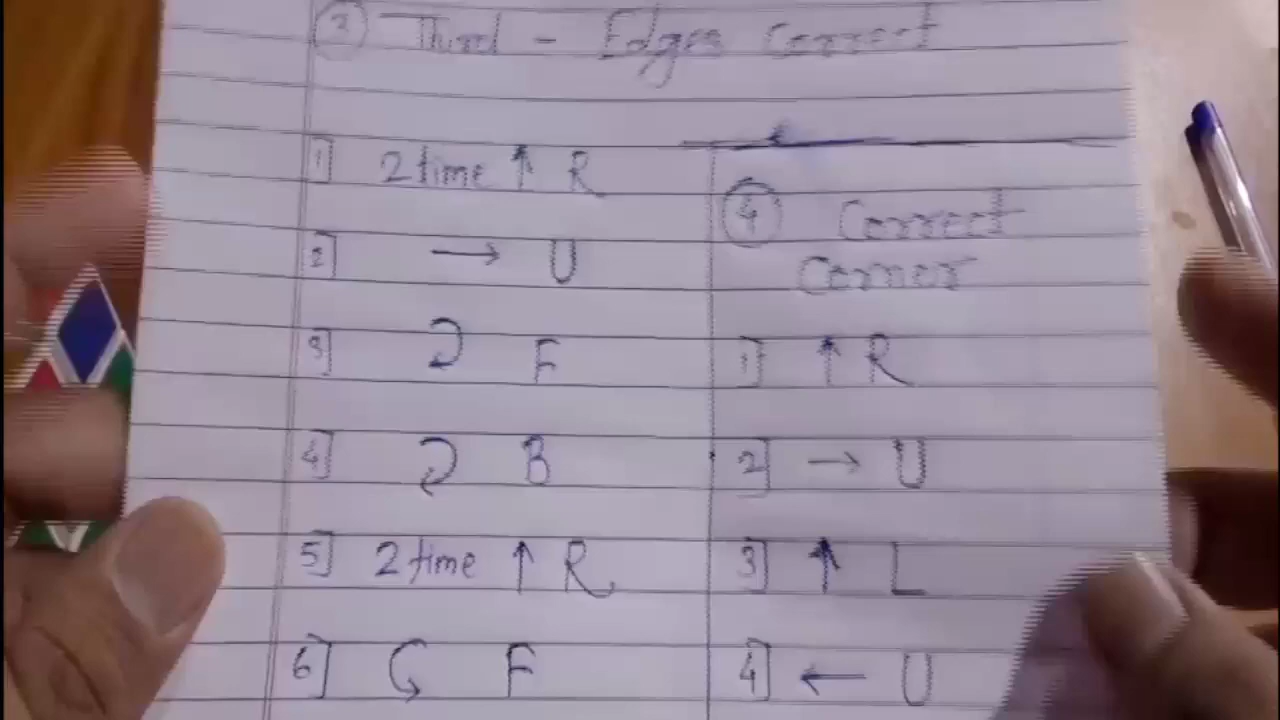 3 Third - Edges Correct
1] 2 time ↑ R
2] → U
3] ⤵ F
4] ⤵ B
5] 2 time ↑ R
6] ⤹ F
4 Correct
Corner
1] ↑ R
2] → U
3] ↑ L
4] ← U